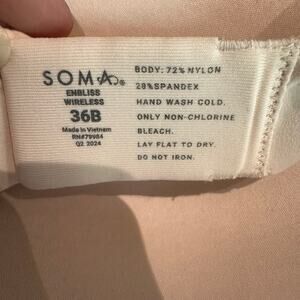 SOMA®
ENBLISS
WIRELESS
36B
Made in Vietnam
RN#79984
Q2 2024
BODY: 72% NYLON
28% SPANDEX
HAND WASH COLD.
ONLY NON-CHLORINE
BLEACH.
LAY FLAT TO DRY.
DO NOT IRON.